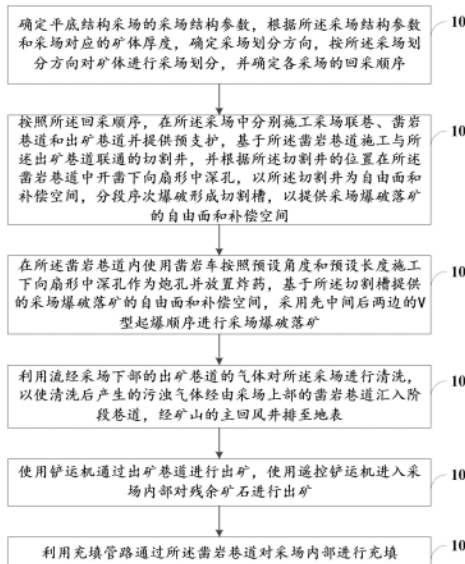 确定平底结构采场的采场结构参数，根据所述采场结构参数
10
和采场对应的矿体厚度，确定采场划分方向，按所述采场划
分方向对矿体进行采场划分，并确定各采场的回采顺序
按照所述回采顺序，在所述采场中分别施工采场联巷、凿岩
10
巷道和出矿巷道并提供预支护，基于所述凿岩巷道施工与所
述出矿巷道联通的切割井，并根据所述切割井的位置在所述
凿岩巷道中开凿下向扇形中深孔，以所述切割井为自由面和
补偿空间，分段序次爆破形成切割槽，以提供采场爆破落矿
的自由面和补偿空间
在所述凿岩巷道内使用凿岩车按照预设角度和预设长度施工
10
下向扇形中深孔作为炮孔并放置炸药，基于所述切割槽提供
的采场爆破落矿的自由面和补偿空间，采用先中间后两边的V
型起爆顺序进行采场爆破落矿
利用流经采场下部的出矿巷道的气体对所述采场进行清洗，
10
以使清洗后产生的污浊气体经由采场上部的凿岩巷道汇入阶
段巷道，经矿山的主回风井排至地表
使用铲运机通过出矿巷道进行出矿，使用遥控铲运机进入采
10
场内部对残余矿石进行出矿
10
利用充填管路通过所述凿岩巷道对采场内部进行充填